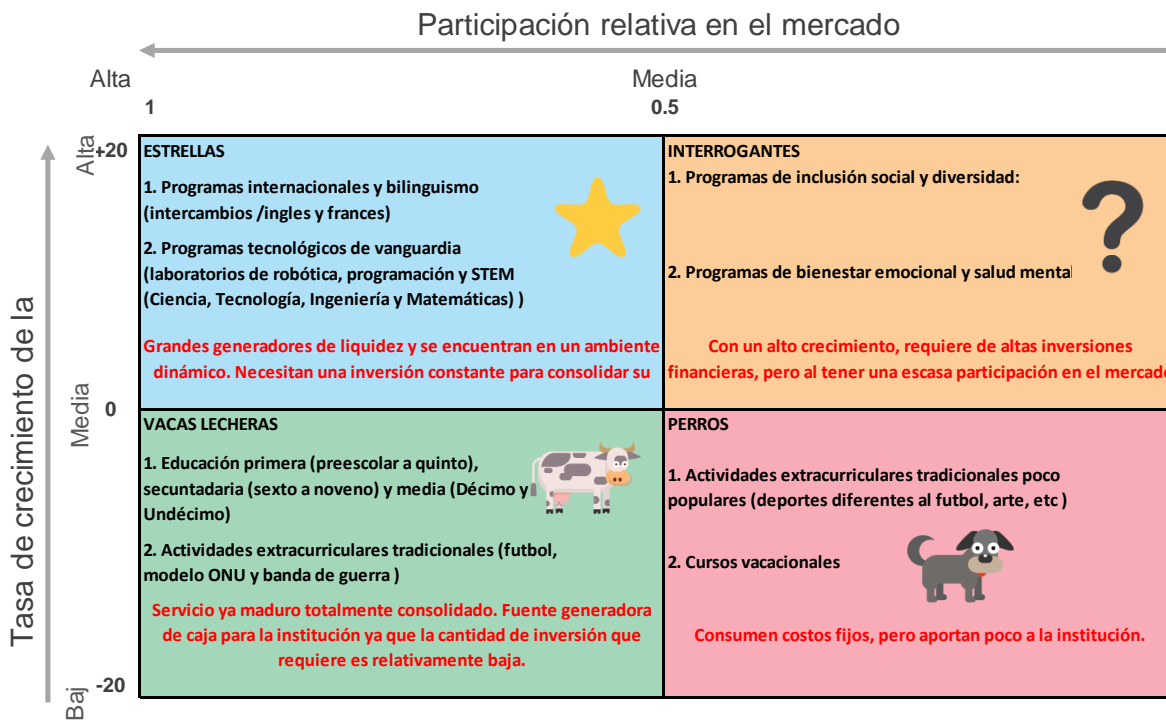 Participación relativa en el mercado
Alta
Media
1
0.5
Tasa de crecimiento de la
Alta
+20
Media
0
Baj
-20
ESTRELLAS
1. Programas internacionales y bilinguismo
(intercambios /ingles y frances)
2. Programas tecnológicos de vanguardia
(laboratorios de robótica, programación y STEM
(Ciencia, Tecnología, Ingeniería y Matemáticas) )
Grandes generadores de liquidez y se encuentran en un ambiente
dinámico. Necesitan una inversión constante para consolidar su
INTERROGANTES
1. Programas de inclusión social y diversidad:
2. Programas de bienestar emocional y salud mental
?
Con un alto crecimiento, requiere de altas inversiones
financieras, pero al tener una escasa participación en el mercado
VACAS LECHERAS
1. Educación primera (preescolar a quinto),
secuntadaria (sexto a noveno) y media (Décimo y
Undécimo)
2. Actividades extracurriculares tradicionales (futbol,
modelo ONU y banda de guerra )
Servicio ya maduro totalmente consolidado. Fuente generadora
de caja para la institución ya que la cantidad de inversión que
requiere es relativamente baja.
PERROS
1. Actividades extracurriculares tradicionales poco
populares (deportes diferentes al futbol, arte, etc )
2. Cursos vacacionales
Consumen costos fijos, pero aportan poco a la institución.